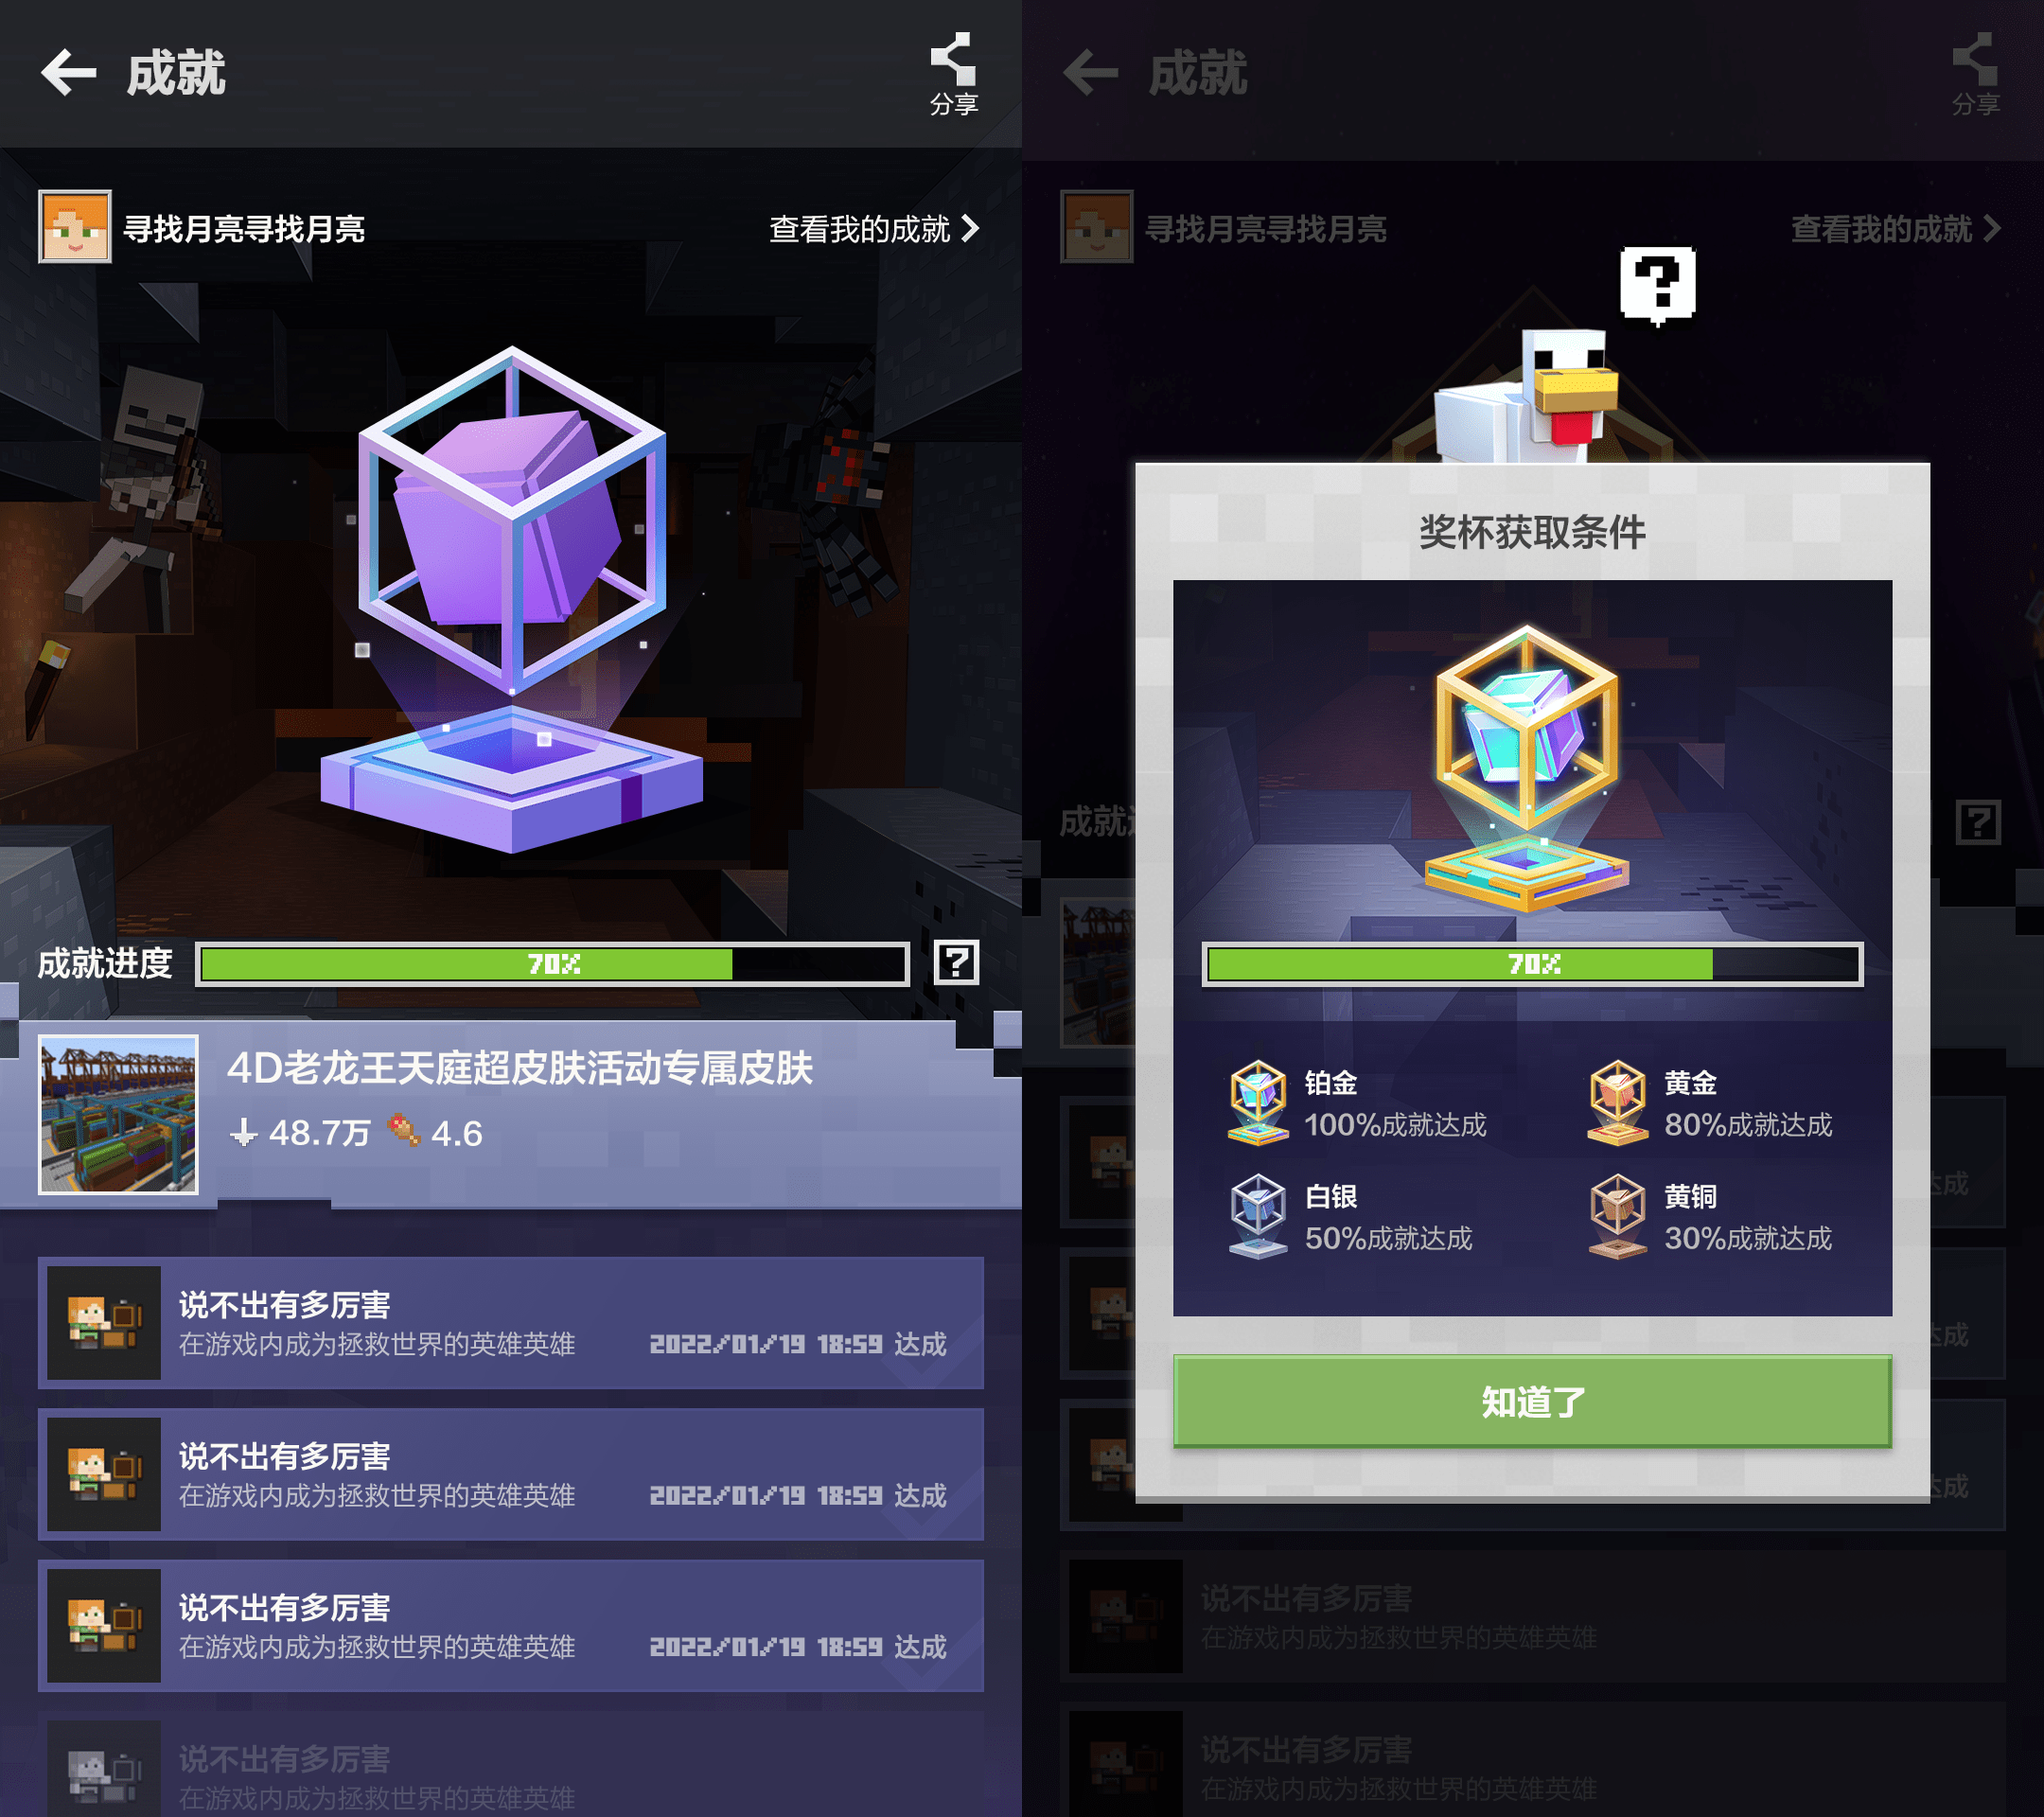 成就
分享
寻找月亮寻找月亮
查看我的成就
成就进度
70%
?
4D老龙王天庭超皮肤活动专属皮肤
48.7万
4.6
说不出有多厉害
在游戏内成为拯救世界的英雄英雄
2022/01/19 18:59 达成
说不出有多厉害
在游戏内成为拯救世界的英雄英雄
2022/01/19 18:59 达成
说不出有多厉害
在游戏内成为拯救世界的英雄英雄
2022/01/19 18:59 达成
说不出有多厉害
在游戏内成为拯救世界的英雄英雄
成就
分享
寻找月亮寻找月亮
查看我的成就
?
奖杯获取条件
成就
?
70%
铂金
100%成就达成
黄金
80%成就达成
白银
50%成就达成
黄铜
30%成就达成
知道了
达成
达成
达成
说不出有多厉害
在游戏内成为拯救世界的英雄英雄
说不出有多厉害
在游戏内成为拯救世界的英雄英雄